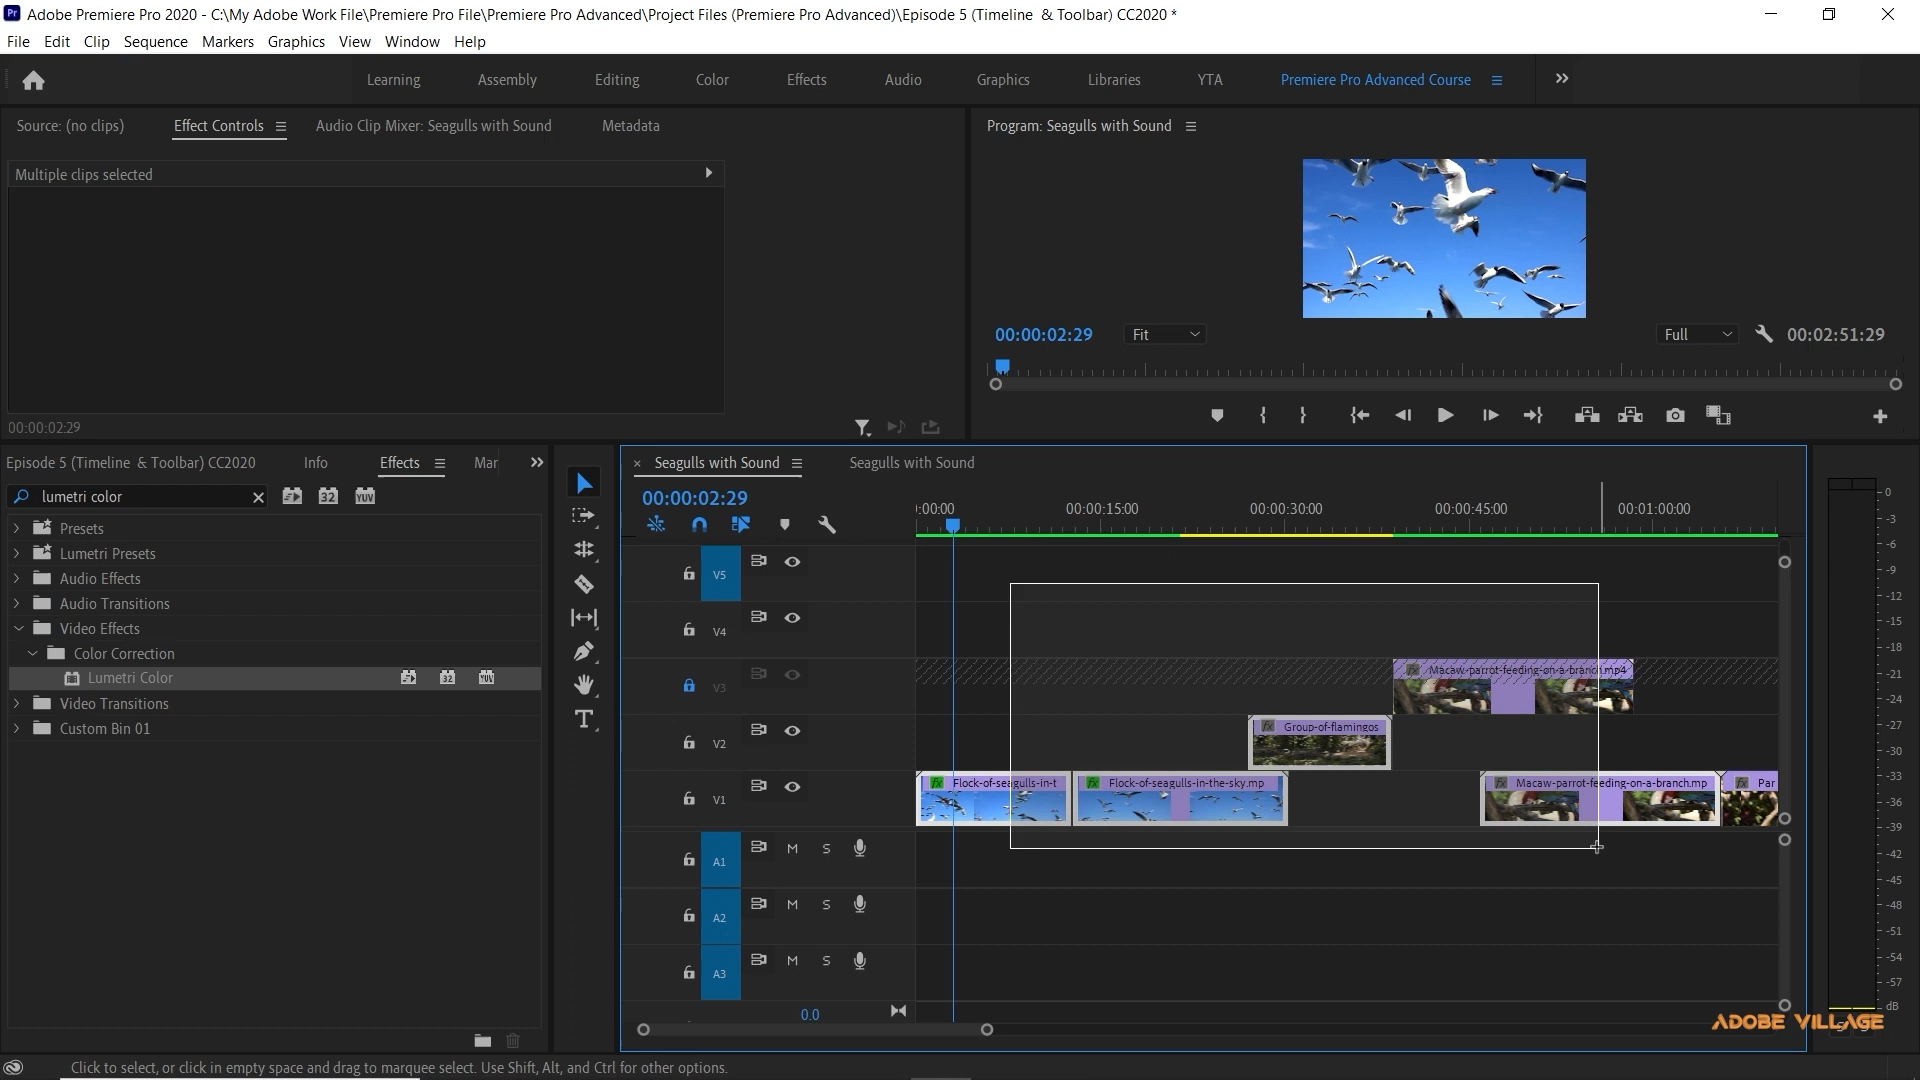 Adobe Premiere Pro 2020 - C:\My Adobe Work File\Premiere Pro File\Premiere Pro Advanced\Project Files (Premiere Pro Advanced)\Episode 5 (Timeline & Toolbar) CC2020 *
File Edit Clip Sequence Markers Graphics View Window Help
Learning Assembly Editing Color Effects Audio Graphics Libraries YTA Premiere Pro Advanced Course
Source: (no clips) Effect Controls Audio Clip Mixer: Seagulls with Sound Metadata
Program: Seagulls with Sound
Multiple clips selected
00:00:02:29 Fit Full 00:02:51:29
00:00:02:29
Episode 5 (Timeline & Toolbar) CC2020 Info Effects Mar
Seagulls with Sound Seagulls with Sound
lumetri color 32 YUV
00:00:02:29
:00:00 00:00:15:00 00:00:30:00 00:00:45:00 00:01:00:00
Presets
Lumetri Presets
Audio Effects
Audio Transitions
Video Effects
Color Correction
Lumetri Color 32 YUV
Video Transitions
Custom Bin 01
V5
V4
V3 Macaw-parrot-feeding-on-a-branch.mp4
V2 Group-of-flamingos
V1 Flock-of-seagulls-in-t Flock-of-seagulls-in-the-sky.mp Macaw-parrot-feeding-on-a-branch.mp Par
A1 M S
A2 M S
A3 M S
0.0
0
-3
-6
-9
-12
-15
-18
-21
-24
-27
-30
-33
-36
-39
-42
-45
-48
-51
-54
-57
dB
ADOBE VILLAGE
Click to select, or click in empty space and drag to marquee select. Use Shift, Alt, and Ctrl for other options.